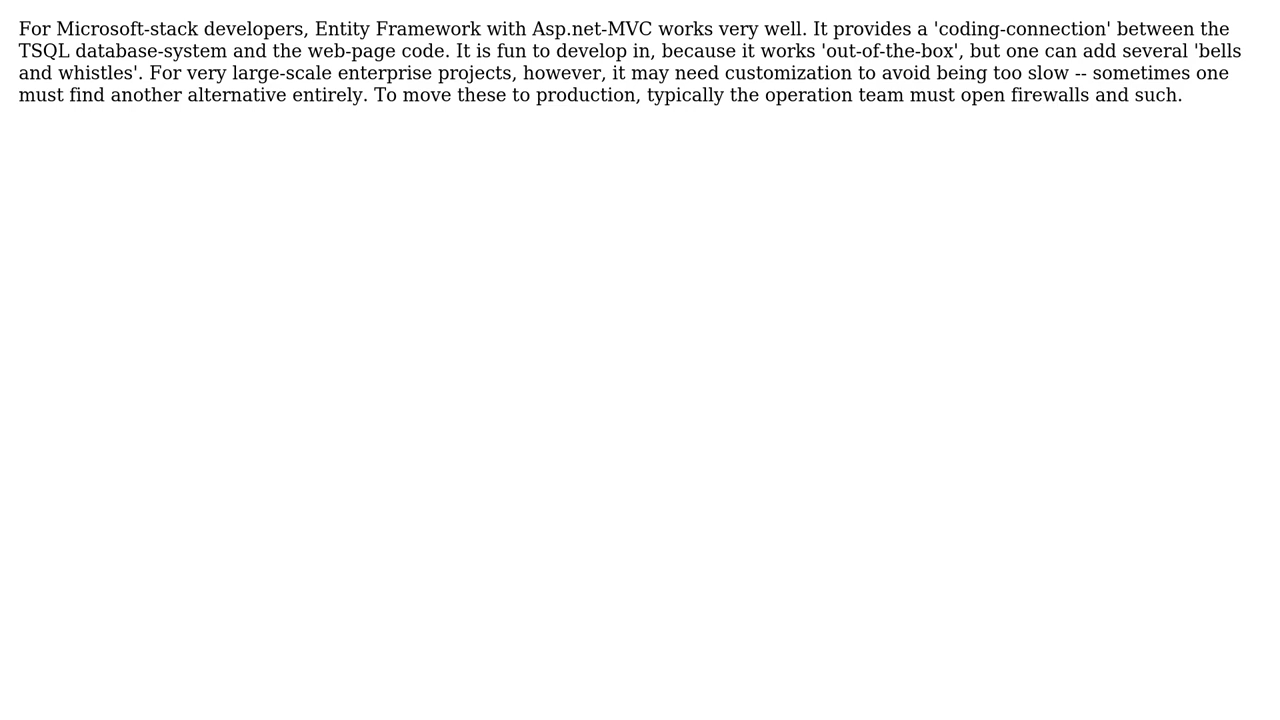 For Microsoft-stack developers, Entity Framework with Asp.net-MVC works very well. It provides a 'coding-connection' between the
TSQL database-system and the web-page code. It is fun to develop in, because it works 'out-of-the-box', but one can add several 'bells
and whistles'. For very large-scale enterprise projects, however, it may need customization to avoid being too slow -- sometimes one
must find another alternative entirely. To move these to production, typically the operation team must open firewalls and such.